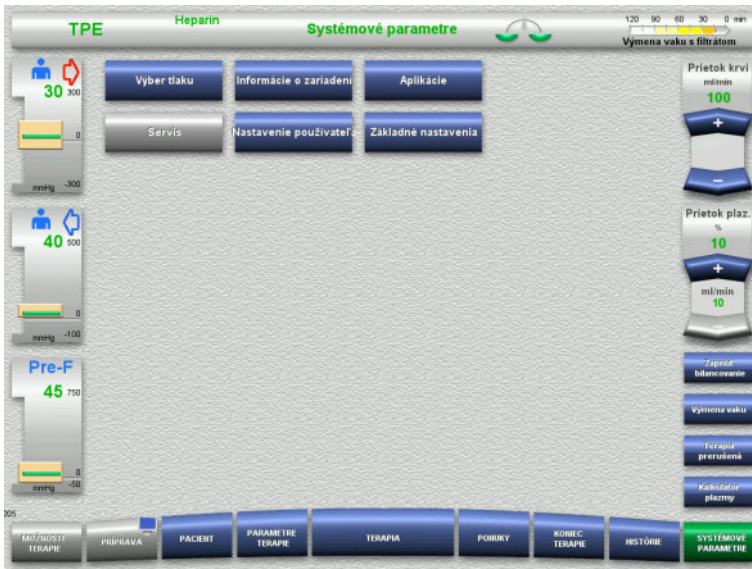 TPE
Heparín
Systémové parametre
120 90 60 30 0 min
Výmena vaku s filtrátom
30 300
0
mmHg -300
40 500
0
mmHg -100
Pre-F
45 750
0
mmHg -50
Výber tlaku
Informácie o zariadení
Aplikácie
Servis
Nastavenie používateľa
Základné nastavenia
Prietok krvi
ml/min
100
+
−
Prietok plaz.
%
10
+
ml/min
10
−
Zapnúť
bilancovanie
Výmena vaku
Terapia
prerušená
Kalkulátor
plazmy
205
MOŽNOSTI
TERAPIE
PRÍPRAVA
PACIENT
PARAMETRE
TERAPIE
TERAPIA
PONUKY
KONIEC
TERAPIE
HISTÓRIE
SYSTÉMOVÉ
PARAMETRE